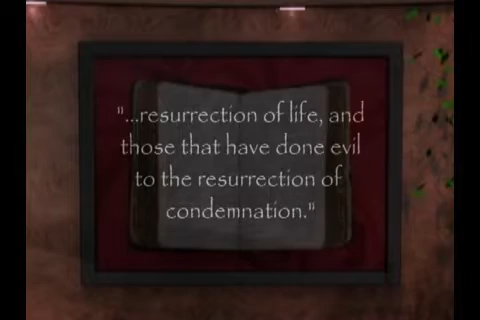 "...resurrection of life, and
those that have done evil
to the resurrection of
condemnation."